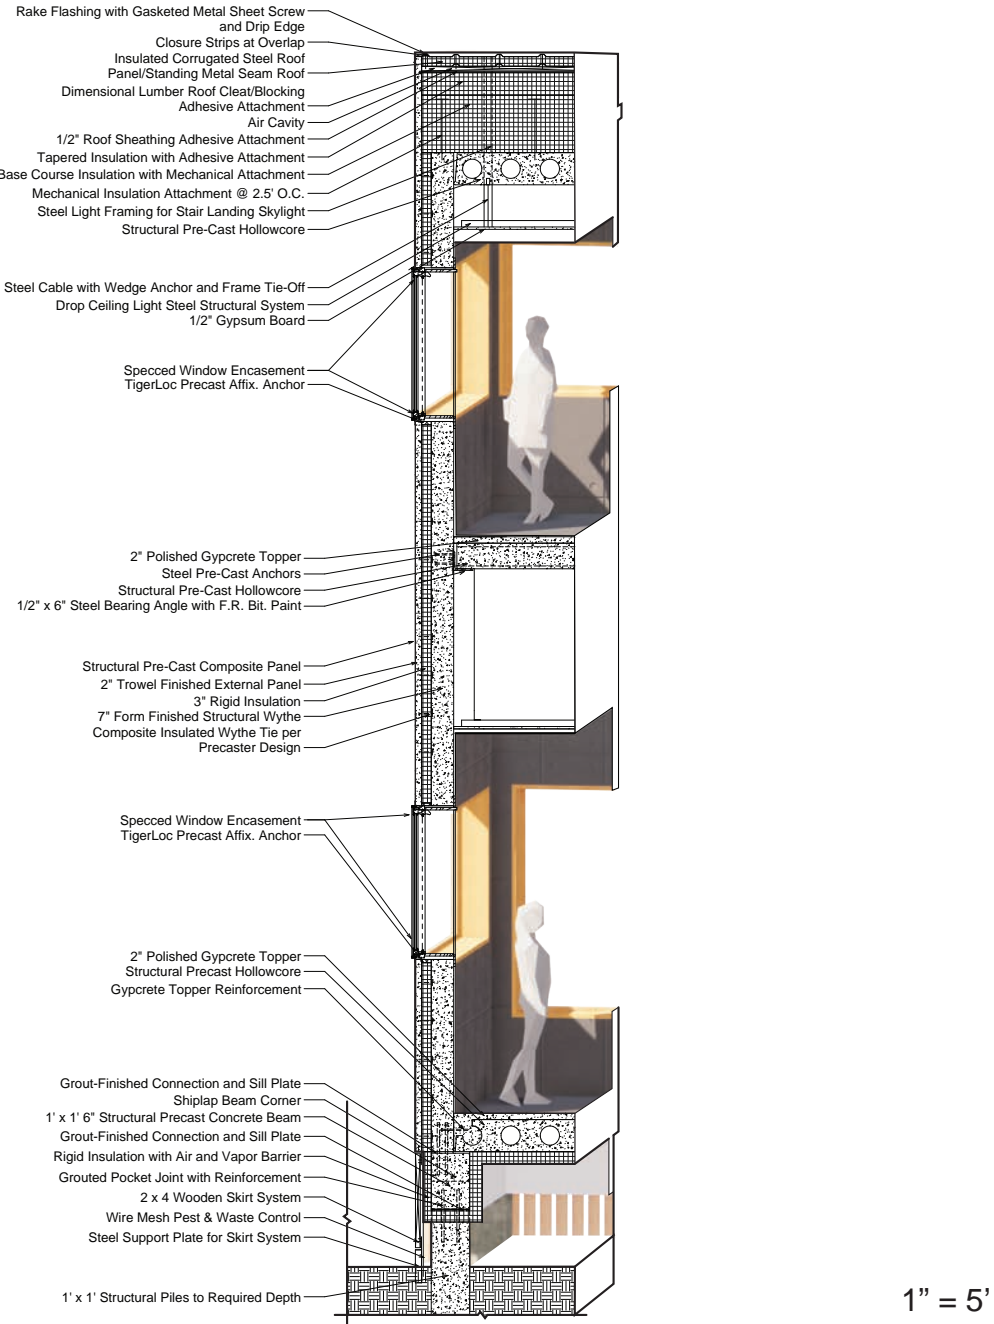 Rake Flashing with Gasketed Metal Sheet Screw
and Drip Edge
Closure Strips at Overlap
Insulated Corrugated Steel Roof
Panel/Standing Metal Seam Roof
Dimensional Lumber Roof Cleat/Blocking
Adhesive Attachment
Air Cavity
1/2" Roof Sheathing Adhesive Attachment
Tapered Insulation with Adhesive Attachment
Base Course Insulation with Mechanical Attachment
Mechanical Insulation Attachment @ 2.5' O.C.
Steel Light Framing for Stair Landing Skylight
Structural Pre-Cast Hollowcore
Steel Cable with Wedge Anchor and Frame Tie-Off
Drop Ceiling Light Steel Structural System
1/2" Gypsum Board
Specced Window Encasement
TigerLoc Precast Affix. Anchor
2" Polished Gypcrete Topper
Steel Pre-Cast Anchors
Structural Pre-Cast Hollowcore
1/2" x 6" Steel Bearing Angle with F.R. Bit. Paint
Structural Pre-Cast Composite Panel
2" Trowel Finished External Panel
3" Rigid Insulation
7" Form Finished Structural Wythe
Composite Insulated Wythe Tie per
Precaster Design
Specced Window Encasement
TigerLoc Precast Affix. Anchor
2" Polished Gypcrete Topper
Structural Precast Hollowcore
Gypcrete Topper Reinforcement
Grout-Finished Connection and Sill Plate
Shiplap Beam Corner
1' x 1' 6" Structural Precast Concrete Beam
Grout-Finished Connection and Sill Plate
Rigid Insulation with Air and Vapor Barrier
Grouted Pocket Joint with Reinforcement
2 x 4 Wooden Skirt System
Wire Mesh Pest & Waste Control
Steel Support Plate for Skirt System
1' x 1' Structural Piles to Required Depth
1” = 5’